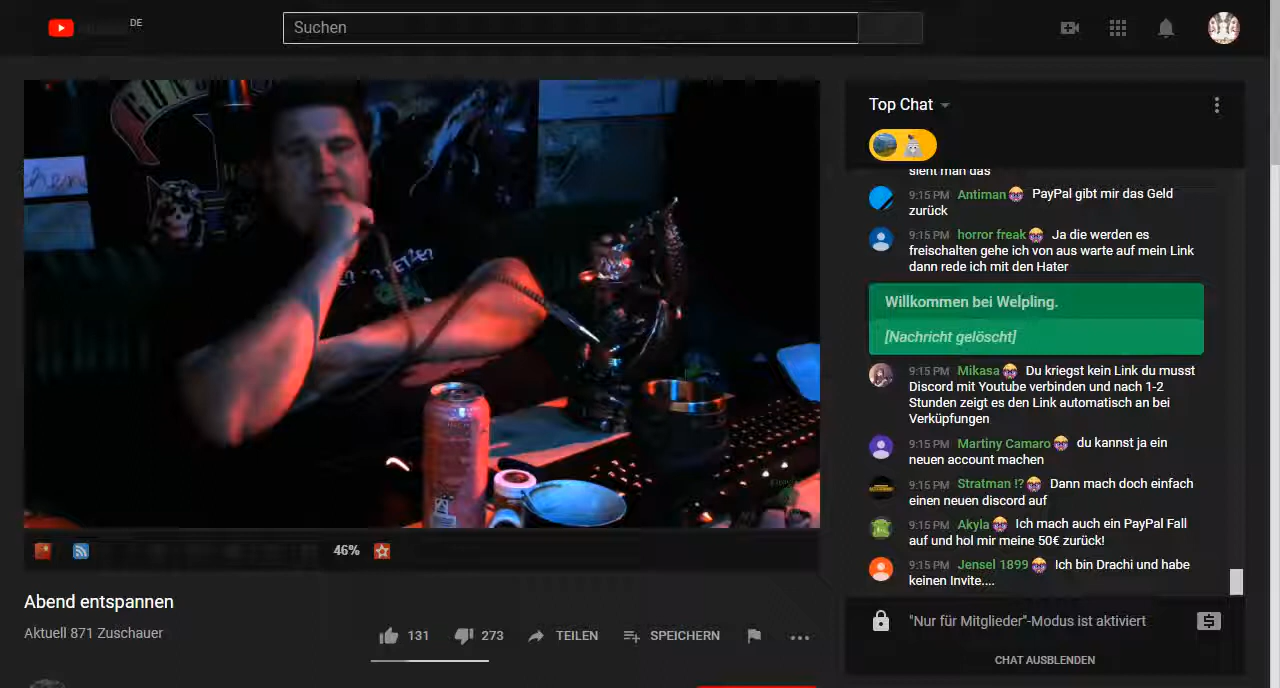 DE
Suchen
GUNS
chen
Top Chat
sieht man das
9:15 PM Antiman PayPal gibt mir das Geld
zurück
9:15 PM horror freak Ja die werden es
freischalten gehe ich von aus warte auf mein Link
dann rede ich mit den Hater
Willkommen bei Welpling.
[Nachricht gelöscht]
9:15 PM Mikasa Du kriegst kein Link du musst
Discord mit Youtube verbinden und nach 1-2
Stunden zeigt es den Link automatisch an bei
Verküpfungen
9:15 PM Martiny Camaro du kannst ja ein
neuen account machen
9:15 PM Stratman !? Dann mach doch einfach
einen neuen discord auf
9:15 PM Akyla Ich mach auch ein PayPal Fall
auf und hol mir meine 50€ zurück!
9:15 PM Jensel 1899 Ich bin Drachi und habe
keinen Invite....
"Nur für Mitglieder"-Modus ist aktiviert
CHAT AUSBLENDEN
46%
Abend entspannen
Aktuell 871 Zuschauer
131 273 TEILEN SPEICHERN